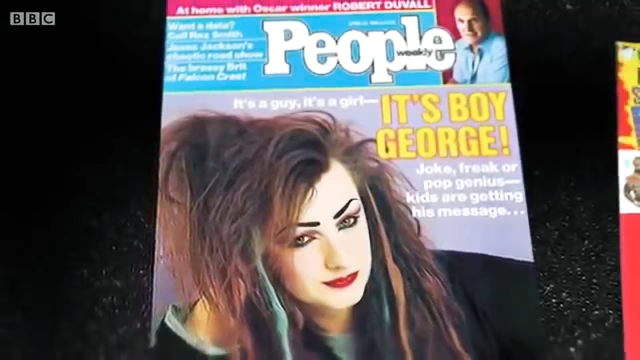 BBC
At home with Oscar winner ROBERT DUVALL
Want a date?
Call Rex Smith
Jesse Jackson's
chaotic road show
The brassy Brit
of Falcon Crest
People
weekly
It's a guy, it's a girl—
IT'S BOY
GEORGE!
Joke, freak or
pop genius—
kids are getting
his message...